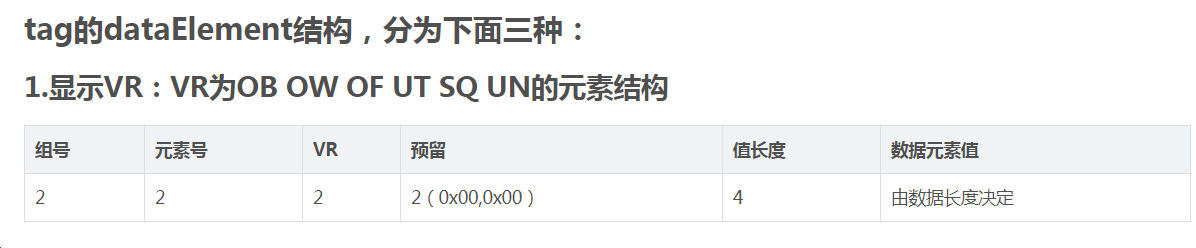 tag的dataElement结构，分为下面三种：
1.显示VR：VR为OB OW OF UT SQ UN的元素结构
组号 元素号 VR 预留 值长度 数据元素值
2 2 2 2（0x00,0x00） 4 由数据长度决定